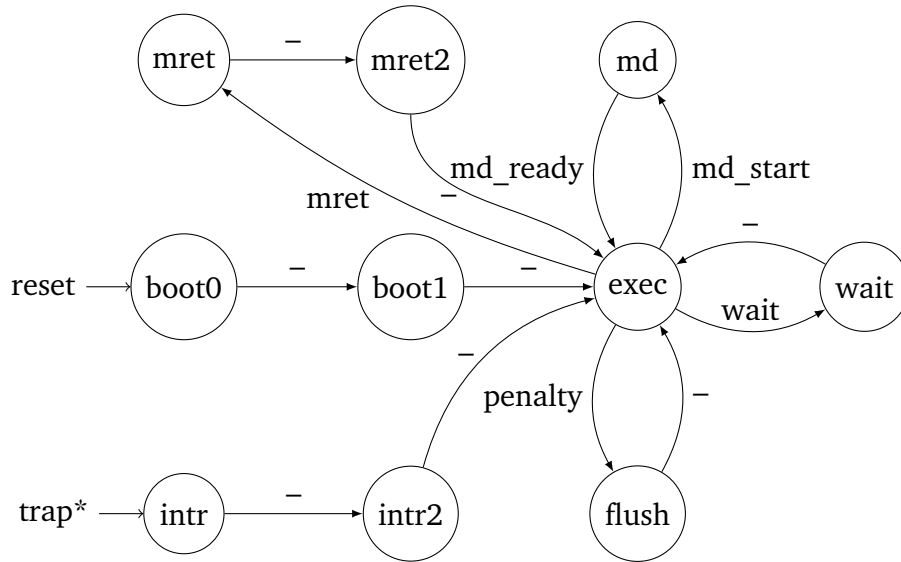 –
mret
mret2
md
md_ready
md_start
–
mret
–
reset
boot0
–
boot1
–
exec
wait
wait
–
penalty
–
trap*
intr
–
intr2
flush